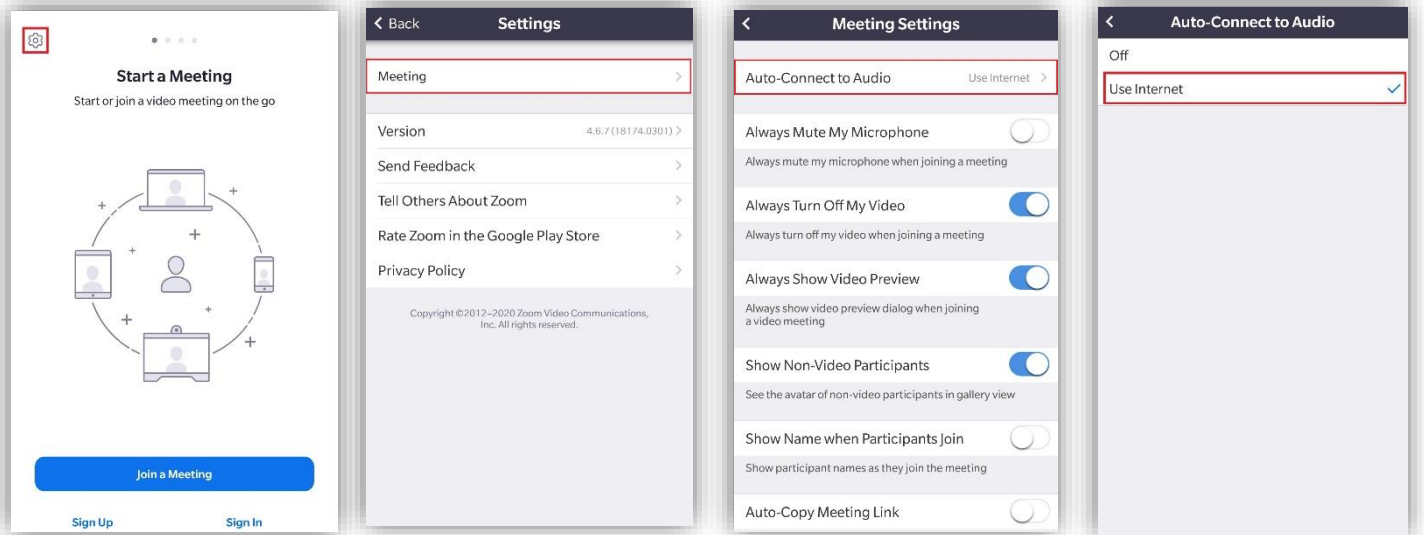 Start a Meeting
Start or join a video meeting on the go
Join a Meeting
Sign Up
Sign In
Back
Settings
Meeting
Version
4.6.7 (18174.0301)
Send Feedback
Tell Others About Zoom
Rate Zoom in the Google Play Store
Privacy Policy
Copyright ©2012-2020 Zoom Video Communications,
Inc. All rights reserved.
Meeting Settings
Auto-Connect to Audio
Use Internet
Always Mute My Microphone
Always mute my microphone when joining a meeting
Always Turn Off My Video
Always turn off my video when joining a meeting
Always Show Video Preview
Always show video preview dialog when joining
a video meeting
Show Non-Video Participants
See the avatar of non-video participants in gallery view
Show Name when Participants Join
Show participant names as they join the meeting
Auto-Copy Meeting Link
Auto-Connect to Audio
Off
Use Internet